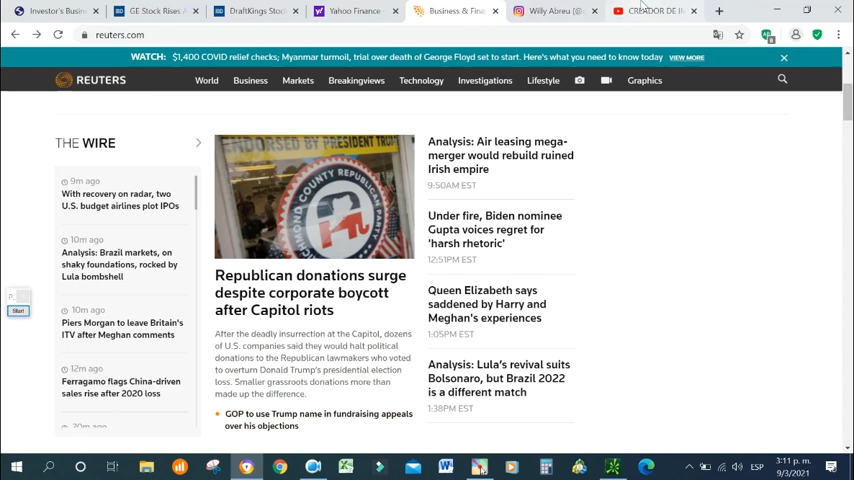 Investor's Busin
GE Stock Rises A
DraftKings Stock
Yahoo Finance -
Business & Fina
Willy Abreu (@
CREADOR DE I
reuters.com
WATCH: $1,400 COVID relief checks; Myanmar turmoil, trial over death of George Floyd set to start. Here's what you need to know today VIEW MORE
REUTERS
World Business Markets Breakingviews Technology Investigations Lifestyle Graphics
THE WIRE
9m ago
With recovery on radar, two
U.S. budget airlines plot IPOs
10m ago
Analysis: Brazil markets, on
shaky foundations, rocked by
Lula bombshell
10m ago
Piers Morgan to leave Britain's
ITV after Meghan comments
12m ago
Ferragamo flags China-driven
sales rise after 2020 loss
20m ago
ENDORSED BY PRESIDENT TRUM
RICHMOND COUNTY REPUBLICAN PARTY
Republican donations surge
despite corporate boycott
after Capitol riots
After the deadly insurrection at the Capitol, dozens
of U.S. companies said they would halt political
donations to the Republican lawmakers who voted
to overturn Donald Trump's presidential election
loss. Smaller grassroots donations more than
made up the difference.
GOP to use Trump name in fundraising appeals
over his objections
Analysis: Air leasing mega-
merger would rebuild ruined
Irish empire
9:50AM EST
Under fire, Biden nominee
Gupta voices regret for
'harsh rhetoric'
12:51PM EST
Queen Elizabeth says
saddened by Harry and
Meghan's experiences
1:05PM EST
Analysis: Lula's revival suits
Bolsonaro, but Brazil 2022
is a different match
1:38PM EST
Start
ESP
3:11 p. m.
9/3/2021